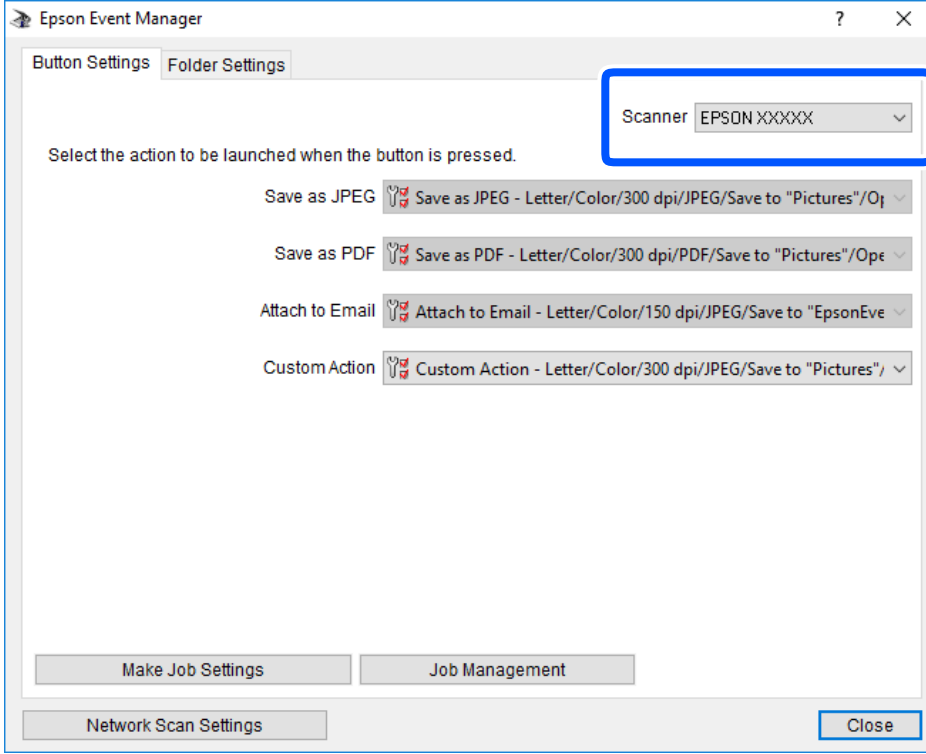 Epson Event Manager
Button Settings
Folder Settings
Scanner EPSON XXXXX
Select the action to be launched when the button is pressed.
Save as JPEG Save as JPEG - Letter/Color/300 dpi/JPEG/Save to "Pictures"/Op
Save as PDF Save as PDF - Letter/Color/300 dpi/PDF/Save to "Pictures"/Ope
Attach to Email Attach to Email - Letter/Color/150 dpi/JPEG/Save to "EpsonEve
Custom Action Custom Action - Letter/Color/300 dpi/JPEG/Save to "Pictures"/
Make Job Settings
Job Management
Network Scan Settings
Close